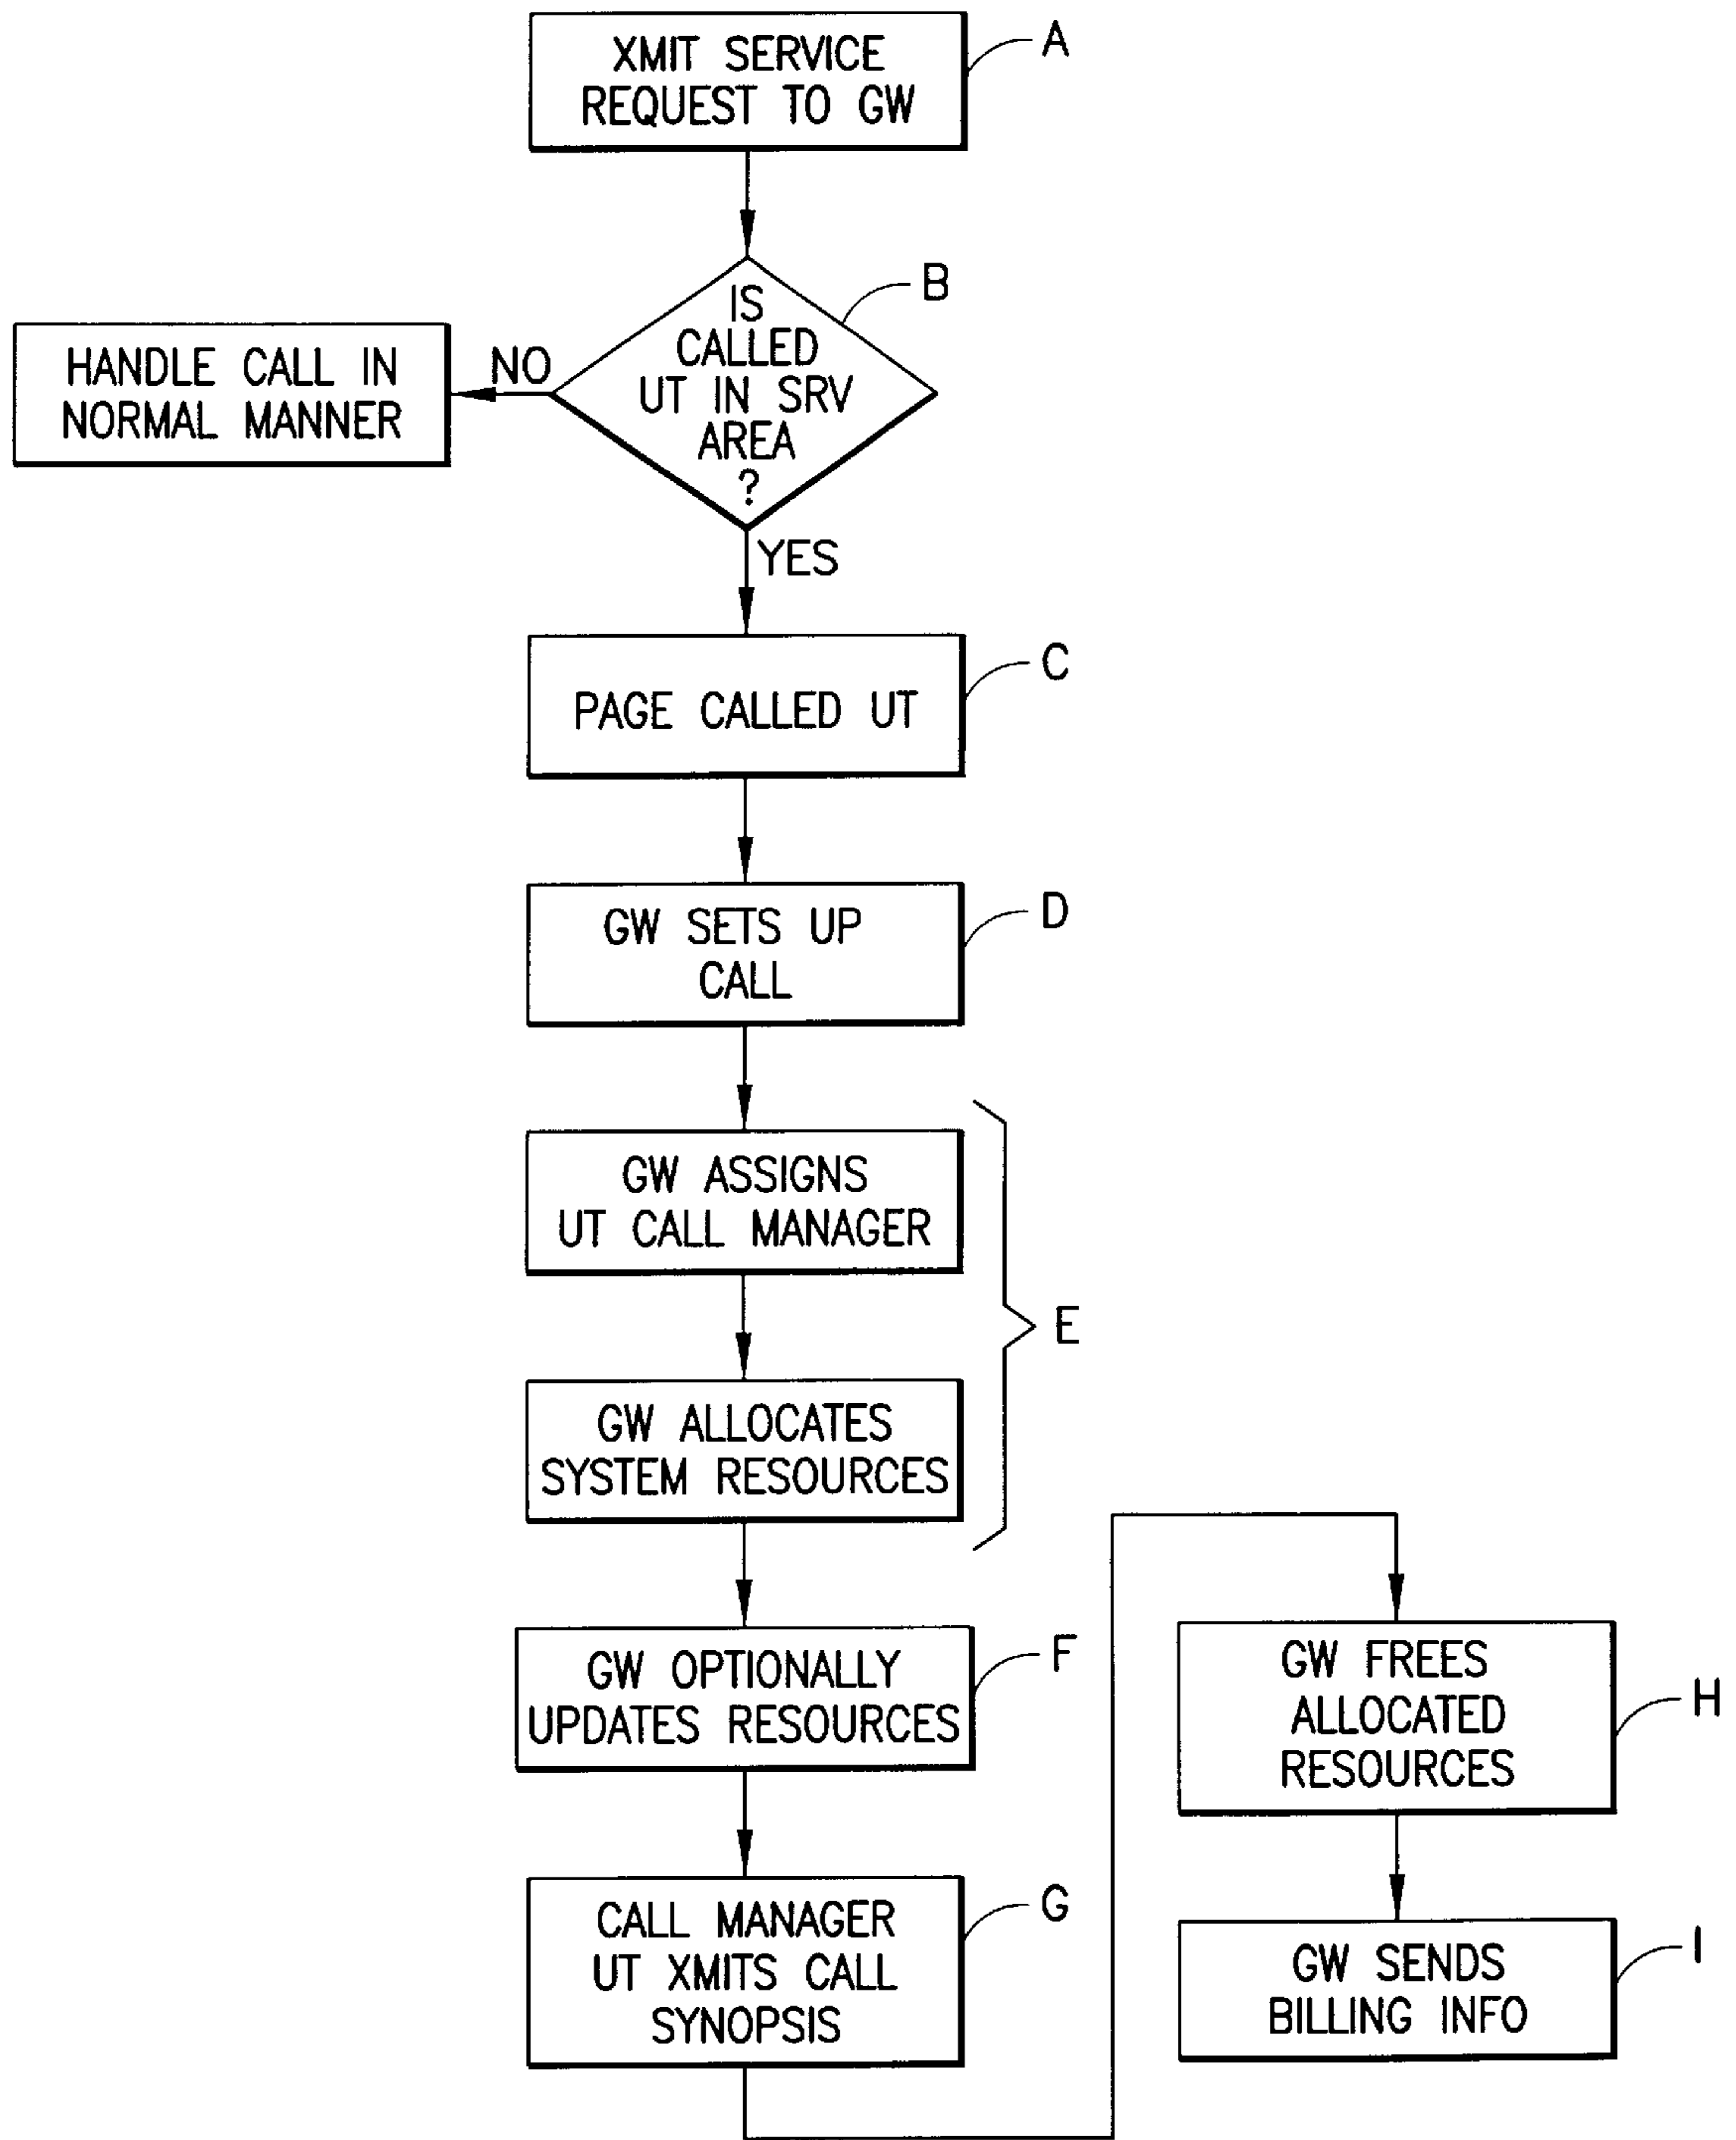 XMIT SERVICE
REQUEST TO GW
A
IS
CALLED
UT IN SRV
AREA
?
B
NO
HANDLE CALL IN
NORMAL MANNER
YES
PAGE CALLED UT
C
GW SETS UP
CALL
D
GW ASSIGNS
UT CALL MANAGER
E
GW ALLOCATES
SYSTEM RESOURCES
GW OPTIONALLY
UPDATES RESOURCES
F
CALL MANAGER
UT XMITS CALL
SYNOPSIS
G
GW FREES
ALLOCATED
RESOURCES
H
GW SENDS
BILLING INFO
I